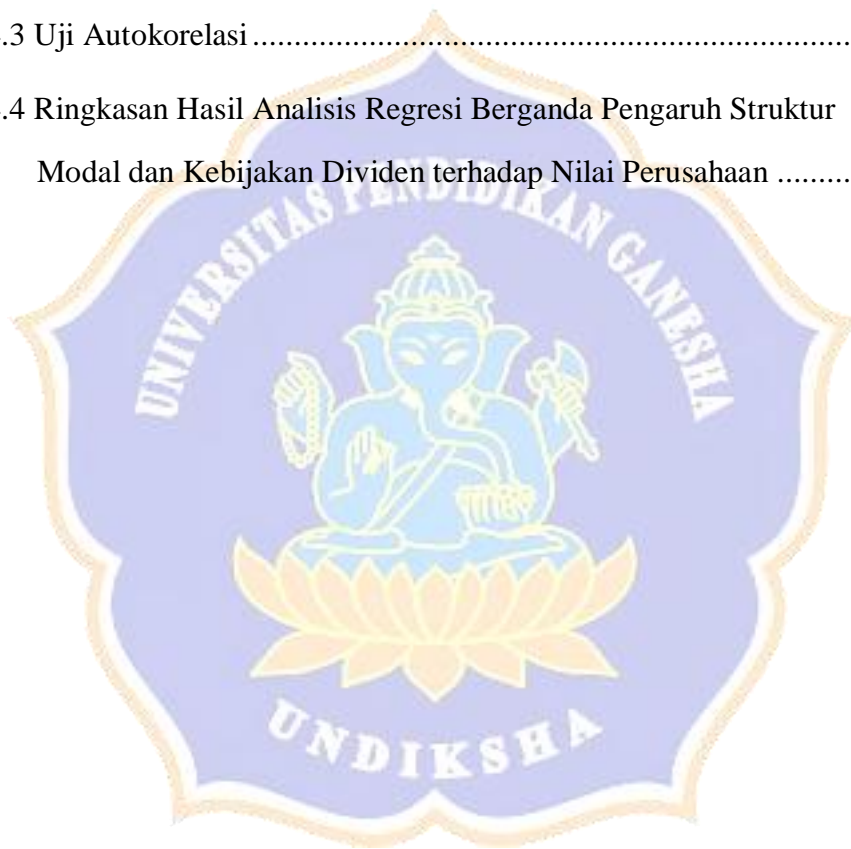 .3 Uji Autokorelasi
.4 Ringkasan Hasil Analisis Regresi Berganda Pengaruh Struktur
Modal dan Kebijakan Dividen terhadap Nilai Perusahaan
UNIVERSITAS PENDIDIKAN GANESHA
UNDIKSHA